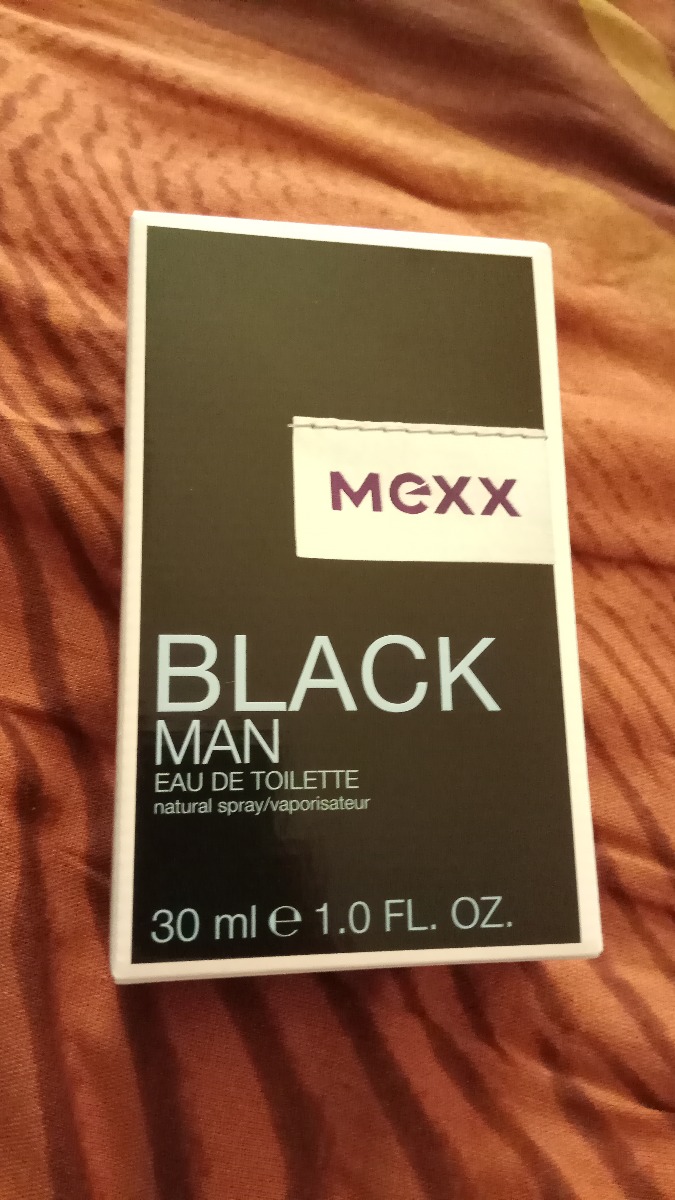 mexx
BLACK
MAN
EAU DE TOILETTE
natural spray/vaporisateur
30 ml ℮ 1.0 FL. OZ.